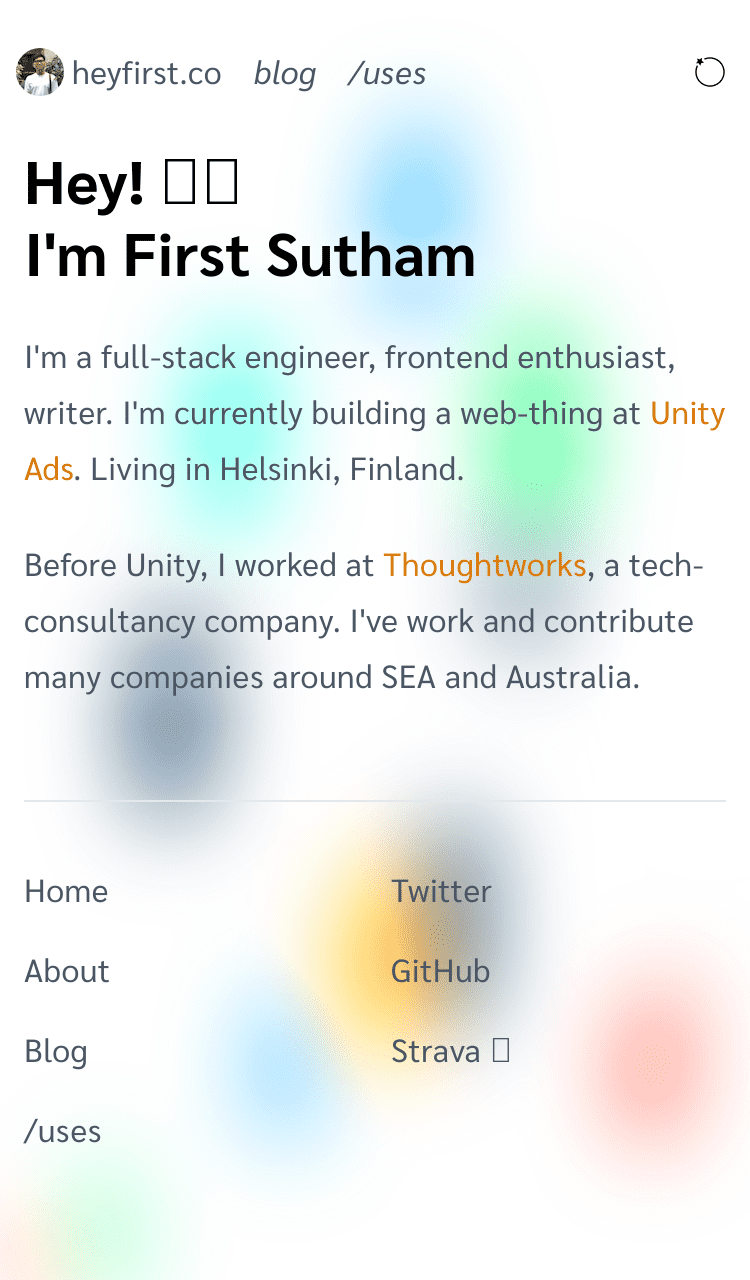 heyfirst.co blog /uses
Hey!
I'm First Sutham
I'm a full-stack engineer, frontend enthusiast,
writer. I'm currently building a web-thing at Unity
Ads. Living in Helsinki, Finland.
Before Unity, I worked at Thoughtworks, a tech-
consultancy company. I've work and contribute
many companies around SEA and Australia.
Home
Twitter
About
GitHub
Blog
Strava
/uses